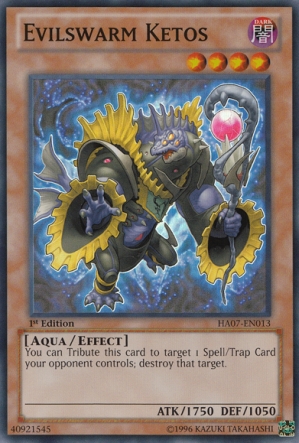 Evilswarm Ketos
DARK
闇
1st Edition
HA07-EN013
[Aqua / Effect]
You can Tribute this card to target 1 Spell/Trap Card
your opponent controls; destroy that target.
ATK/1750 DEF/1050
40921545
©1996 KAZUKI TAKAHASHI